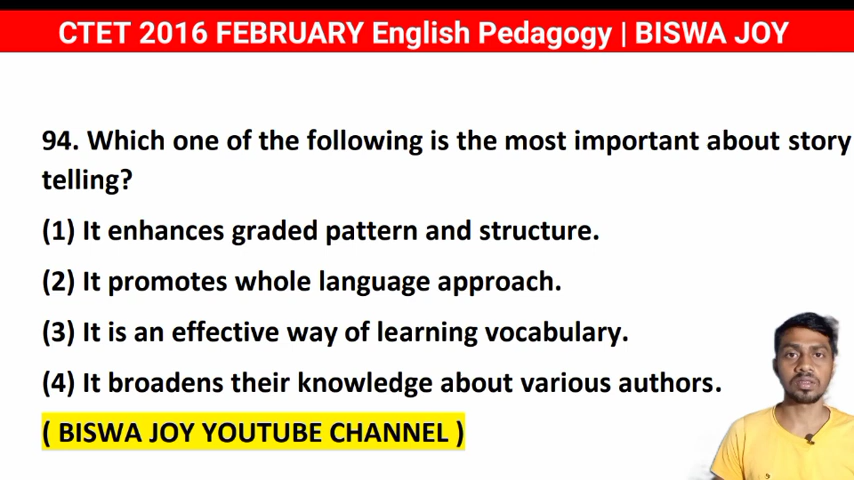 CTET 2016 FEBRUARY English Pedagogy | BISWA JOY
94. Which one of the following is the most important about story
telling?
(1) It enhances graded pattern and structure.
(2) It promotes whole language approach.
(3) It is an effective way of learning vocabulary.
(4) It broadens their knowledge about various authors.
( BISWA JOY YOUTUBE CHANNEL )